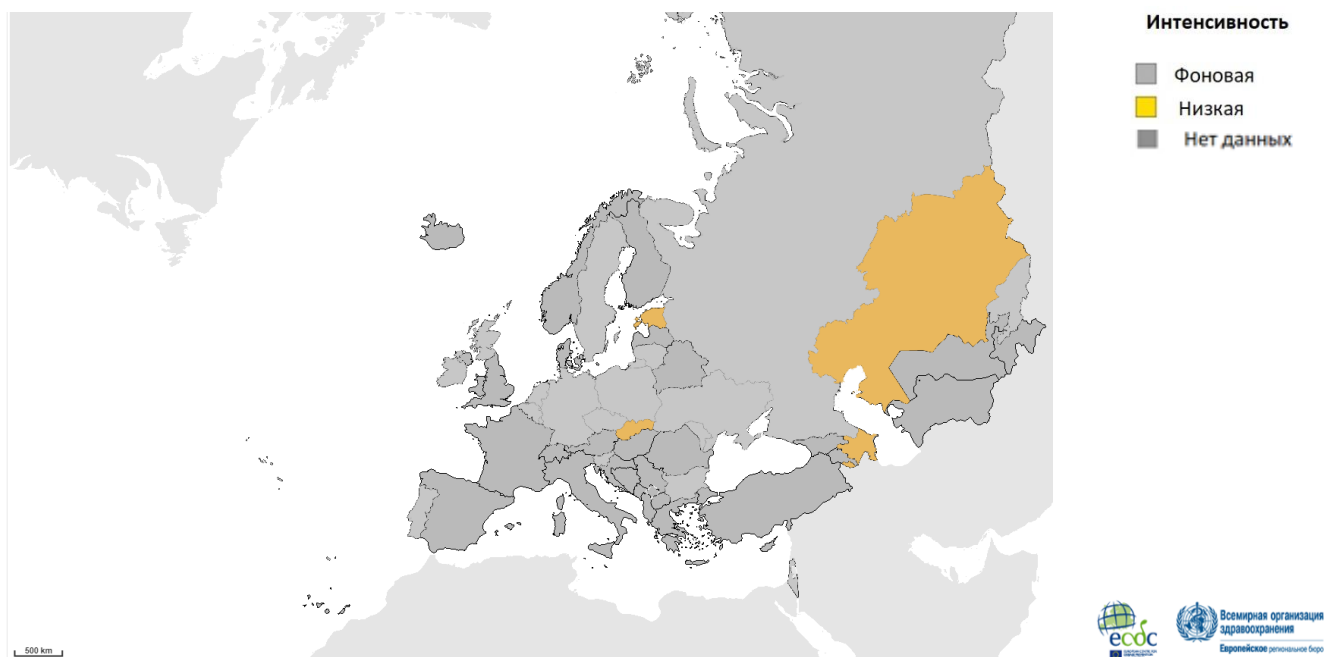 Интенсивность
Фоновая
Низкая
Нет данных
500 km
ecdc
Всемирная организация
здравоохранения
Европейское региональное бюро